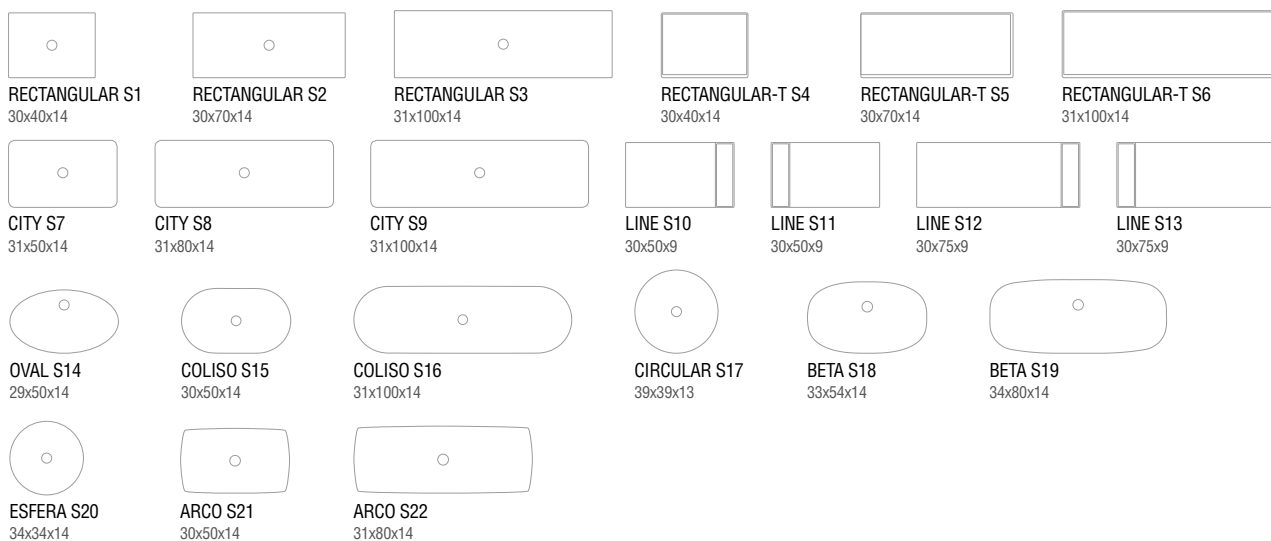 RECTANGULAR S1
30x40x14
RECTANGULAR S2
30x70x14
RECTANGULAR S3
31x100x14
RECTANGULAR-T S4
30x40x14
RECTANGULAR-T S5
30x70x14
RECTANGULAR-T S6
31x100x14
CITY S7
31x50x14
CITY S8
31x80x14
CITY S9
31x100x14
LINE S10
30x50x9
LINE S11
30x50x9
LINE S12
30x75x9
LINE S13
30x75x9
OVAL S14
29x50x14
COLISO S15
30x50x14
COLISO S16
31x100x14
CIRCULAR S17
39x39x13
BETA S18
33x54x14
BETA S19
34x80x14
ESFERA S20
34x34x14
ARCO S21
30x50x14
ARCO S22
31x80x14